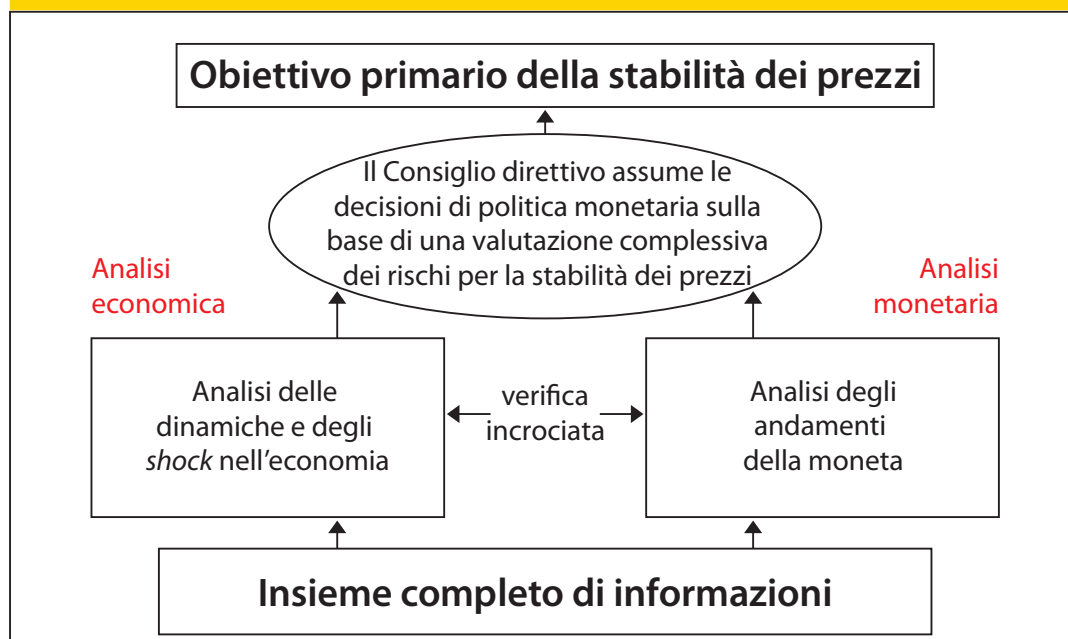 Obiettivo primario della stabilità dei prezzi
Il Consiglio direttivo assume le
decisioni di politica monetaria sulla
base di una valutazione complessiva
dei rischi per la stabilità dei prezzi
Analisi
economica
Analisi
monetaria
Analisi delle
dinamiche e degli
shock nell'economia
verifica
incrociata
Analisi degli
andamenti
della moneta
Insieme completo di informazioni